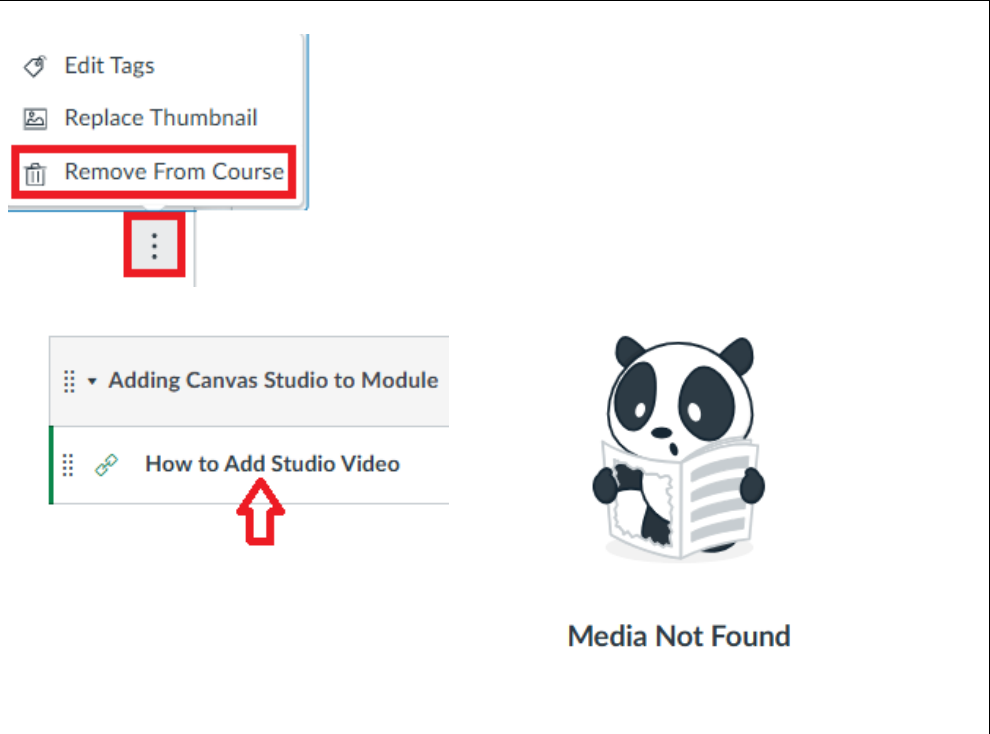 Edit Tags
Replace Thumbnail
Remove From Course
Adding Canvas Studio to Module
How to Add Studio Video
Media Not Found